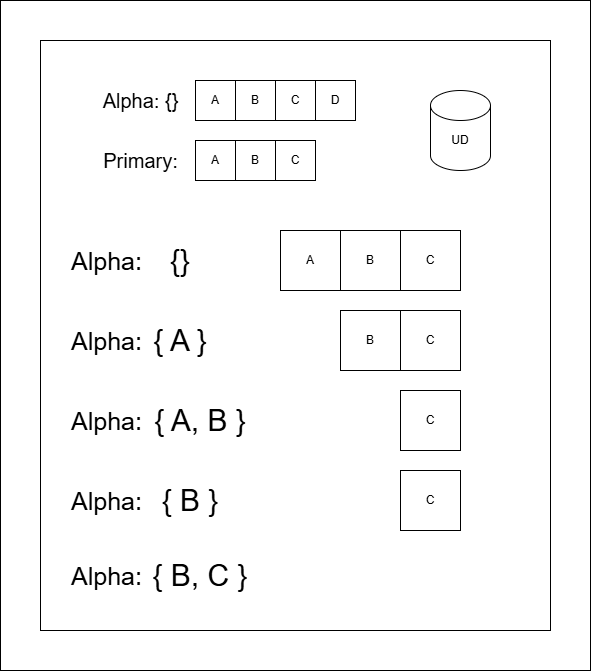 Alpha: {} A B C D
UD
Primary: A B C
Alpha: {} A B C
Alpha: { A } B C
Alpha: { A, B } C
Alpha: { B } C
Alpha: { B, C }